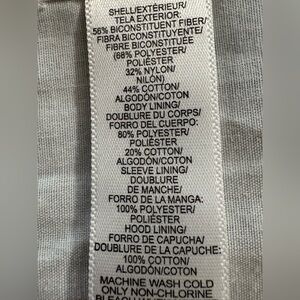 SHELL/EXTÉRIEUR/
TELA EXTERIOR:
56% BICONSTITUENT FIBER/
FIBRA BICONSTITUYENTE/
FIBRE BICONSTITUÉE
(68% POLYESTER/
POLIÉSTER
32% NYLON/
NILÓN)
44% COTTON/
ALGODÓN/COTON
BODY LINING/
DOUBLURE DU CORPS/
FORRO DEL CUERPO:
80% POLYESTER/
POLIÉSTER
20% COTTON/
ALGODÓN/COTON
SLEEVE LINING/
DOUBLURE
DE MANCHE/
FORRO DE LA MANGA:
100% POLYESTER/
POLIÉSTER
HOOD LINING/
FORRO DE CAPUCHA/
DOUBLURE DE LA CAPUCHE:
100% COTTON/
ALGODÓN/COTON
MACHINE WASH COLD
ONLY NON-CHLORINE
BLEACH